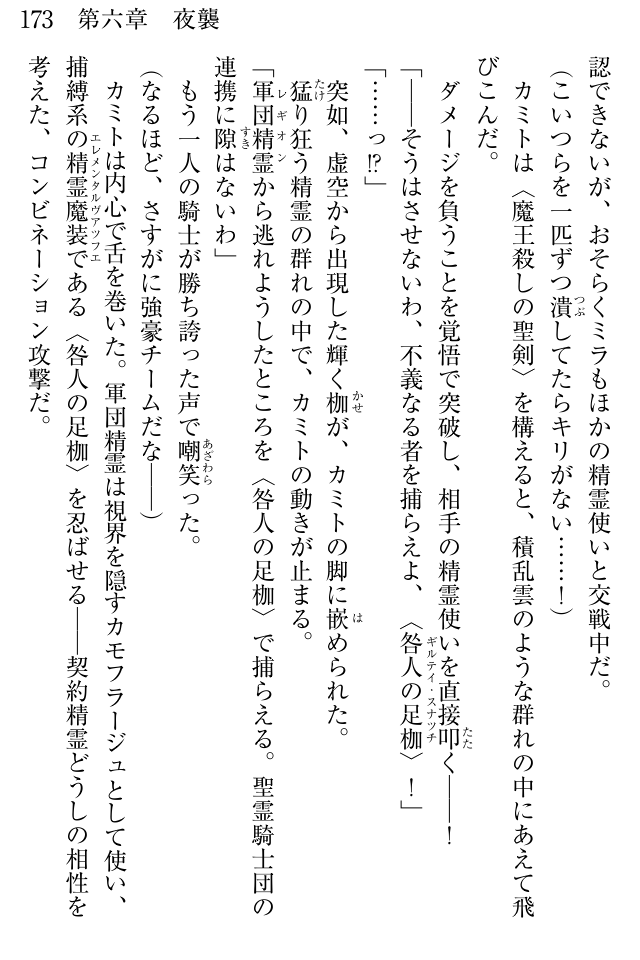 173　第六章　夜襲
認できないが、おそらくミラもほかの精霊使いと交戦中だ。
（こいつらを一匹ずつ潰してたらキリがない……！）
　カミトは〈魔王殺しの聖剣〉を構えると、積乱雲のような群れの中にあえて飛
びこんだ。
　ダメージを負うことを覚悟で突破し、相手の精霊使いを直接叩く――！
「――そうはさせないわ、不義なる者を捕らえよ、〈咎人の足枷〉！」
「……っ!?」
　突如、虚空から出現した輝く枷が、カミトの脚に嵌められた。
　猛り狂う精霊の群れの中で、カミトの動きが止まる。
「軍団精霊から逃れようしたところを〈咎人の足枷〉で捕らえる。聖霊騎士団の
連携に隙はないわ」
　もう一人の騎士が勝ち誇った声で嘲笑った。
（なるほど、さすがに強豪チームだな――）
　カミトは内心で舌を巻いた。軍団精霊は視界を隠すカモフラージュとして使い、
捕縛系の精霊魔装である〈咎人の足枷〉を忍ばせる――契約精霊どうしの相性を
考えた、コンビネーション攻撃だ。